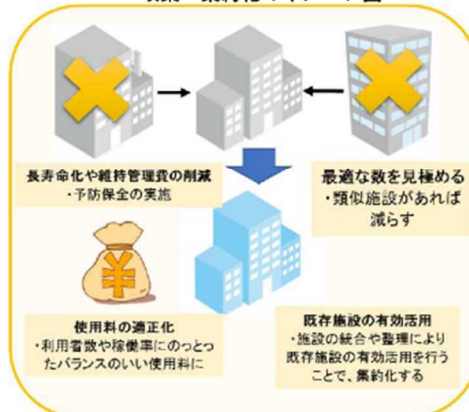 長寿命化や維持管理費の削減
・予防保全の実施
最適な数を見極める
・類似施設があれば
減らす
使用料の適正化
・利用者数や稼働率にのっとっ
たバランスのいい使用料に
既存施設の有効活用
・施設の統合や整理により
既存施設の有効活用を行う
ことで、集約化する